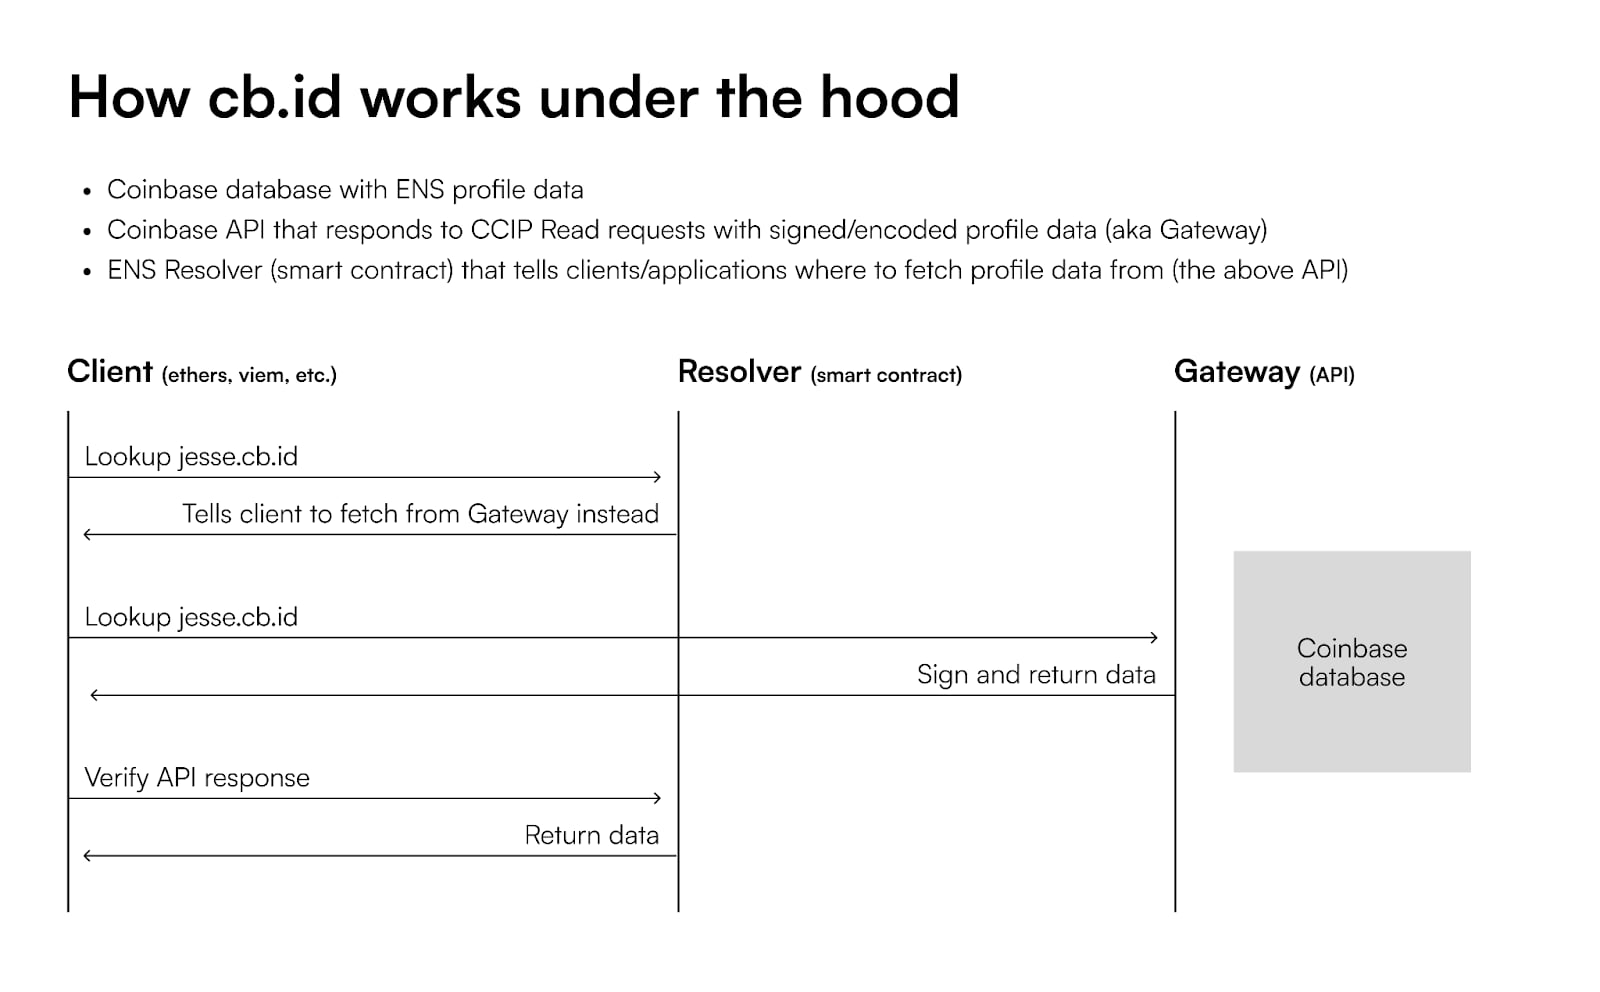 How cb.id works under the hood
• Coinbase database with ENS profile data
• Coinbase API that responds to CCIP Read requests with signed/encoded profile data (aka Gateway)
• ENS Resolver (smart contract) that tells clients/applications where to fetch profile data from (the above API)
Client (ethers, viem, etc.)
Resolver (smart contract)
Gateway (API)
Lookup jesse.cb.id
Tells client to fetch from Gateway instead
Lookup jesse.cb.id
Sign and return data
Coinbase
database
Verify API response
Return data